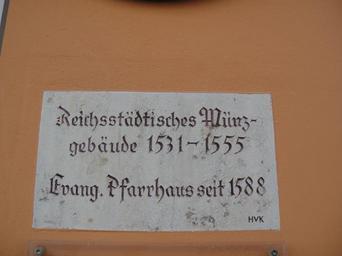 Reichsstädtisches Münz-
gebäude 1531-1555
Evang. Pfarrhaus seit 1588
HVK